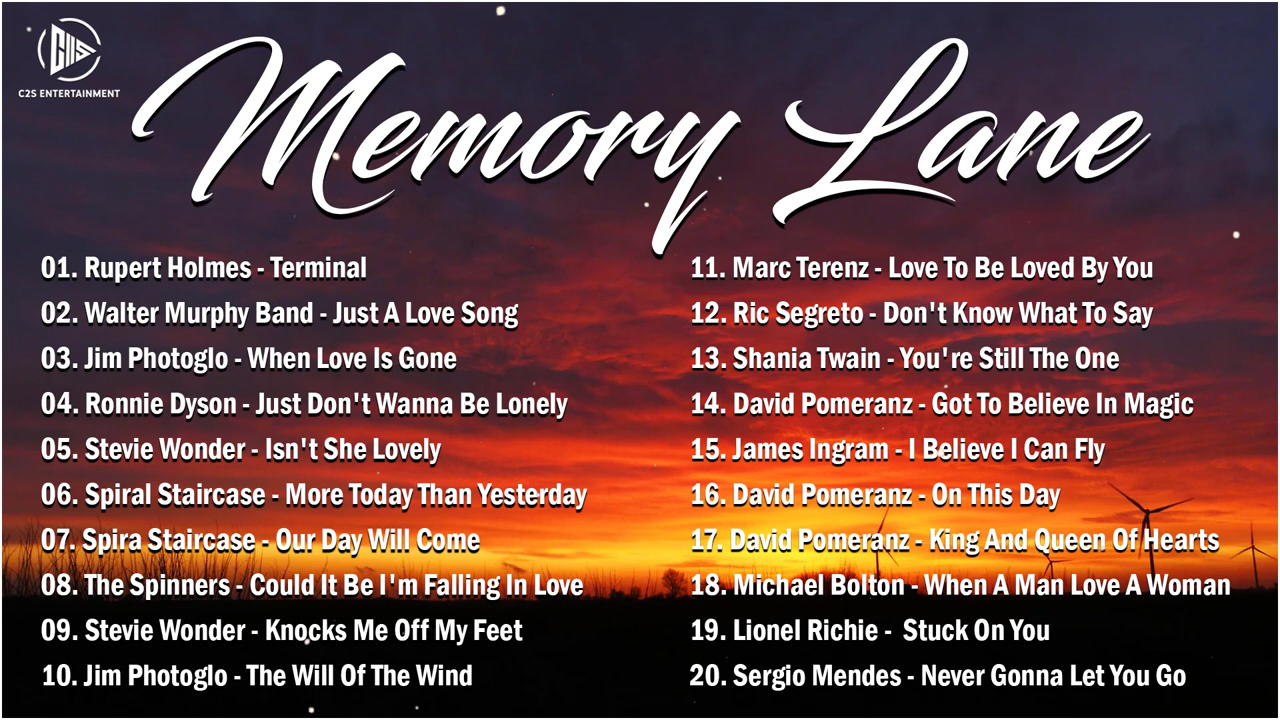 C2S ENTERTAINMENT
Memory Lane
01. Rupert Holmes - Terminal
02. Walter Murphy Band - Just A Love Song
03. Jim Photoglo - When Love Is Gone
04. Ronnie Dyson - Just Don't Wanna Be Lonely
05. Stevie Wonder - Isn't She Lovely
06. Spiral Staircase - More Today Than Yesterday
07. Spira Staircase - Our Day Will Come
08. The Spinners - Could It Be I'm Falling In Love
09. Stevie Wonder - Knocks Me Off My Feet
10. Jim Photoglo - The Will Of The Wind
11. Marc Terenz - Love To Be Loved By You
12. Ric Segreto - Don't Know What To Say
13. Shania Twain - You're Still The One
14. David Pomeranz - Got To Believe In Magic
15. James Ingram - I Believe I Can Fly
16. David Pomeranz - On This Day
17. David Pomeranz - King And Queen Of Hearts
18. Michael Bolton - When A Man Love A Woman
19. Lionel Richie - Stuck On You
20. Sergio Mendes - Never Gonna Let You Go